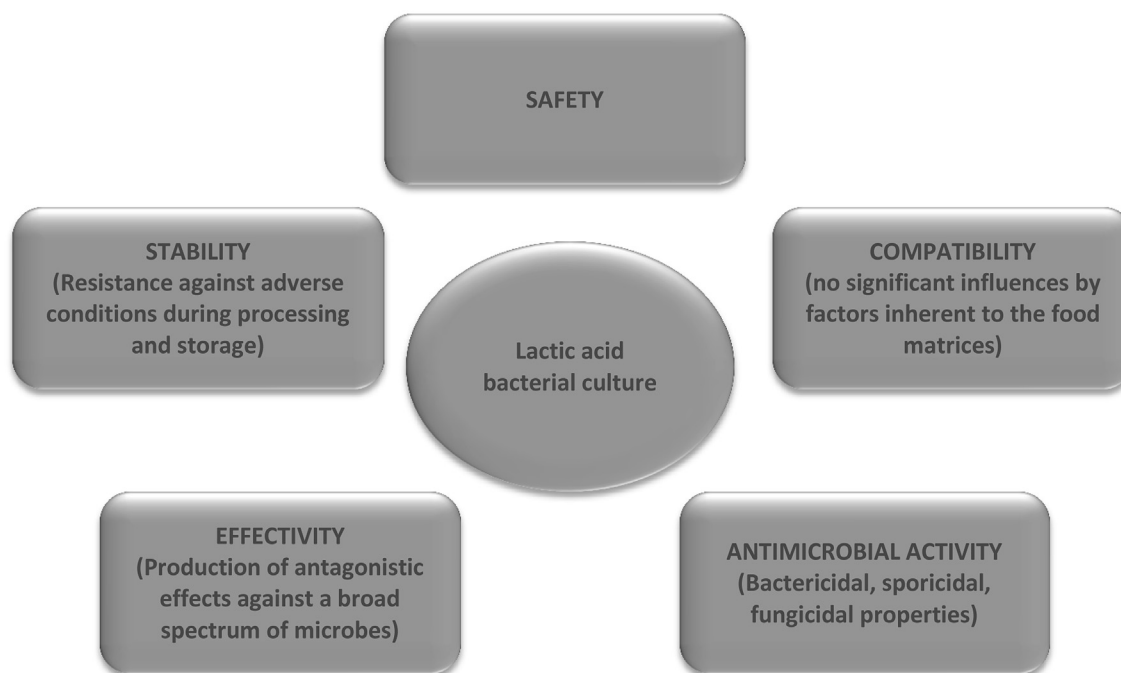 SAFETY
STABILITY
(Resistance against adverse
conditions during processing
and storage)
COMPATIBILITY
(no significant influences by
factors inherent to the food
matrices)
Lactic acid
bacterial culture
EFFECTIVITY
(Production of antagonistic
effects against a broad
spectrum of microbes)
ANTIMICROBIAL ACTIVITY
(Bactericidal, sporicidal,
fungicidal properties)